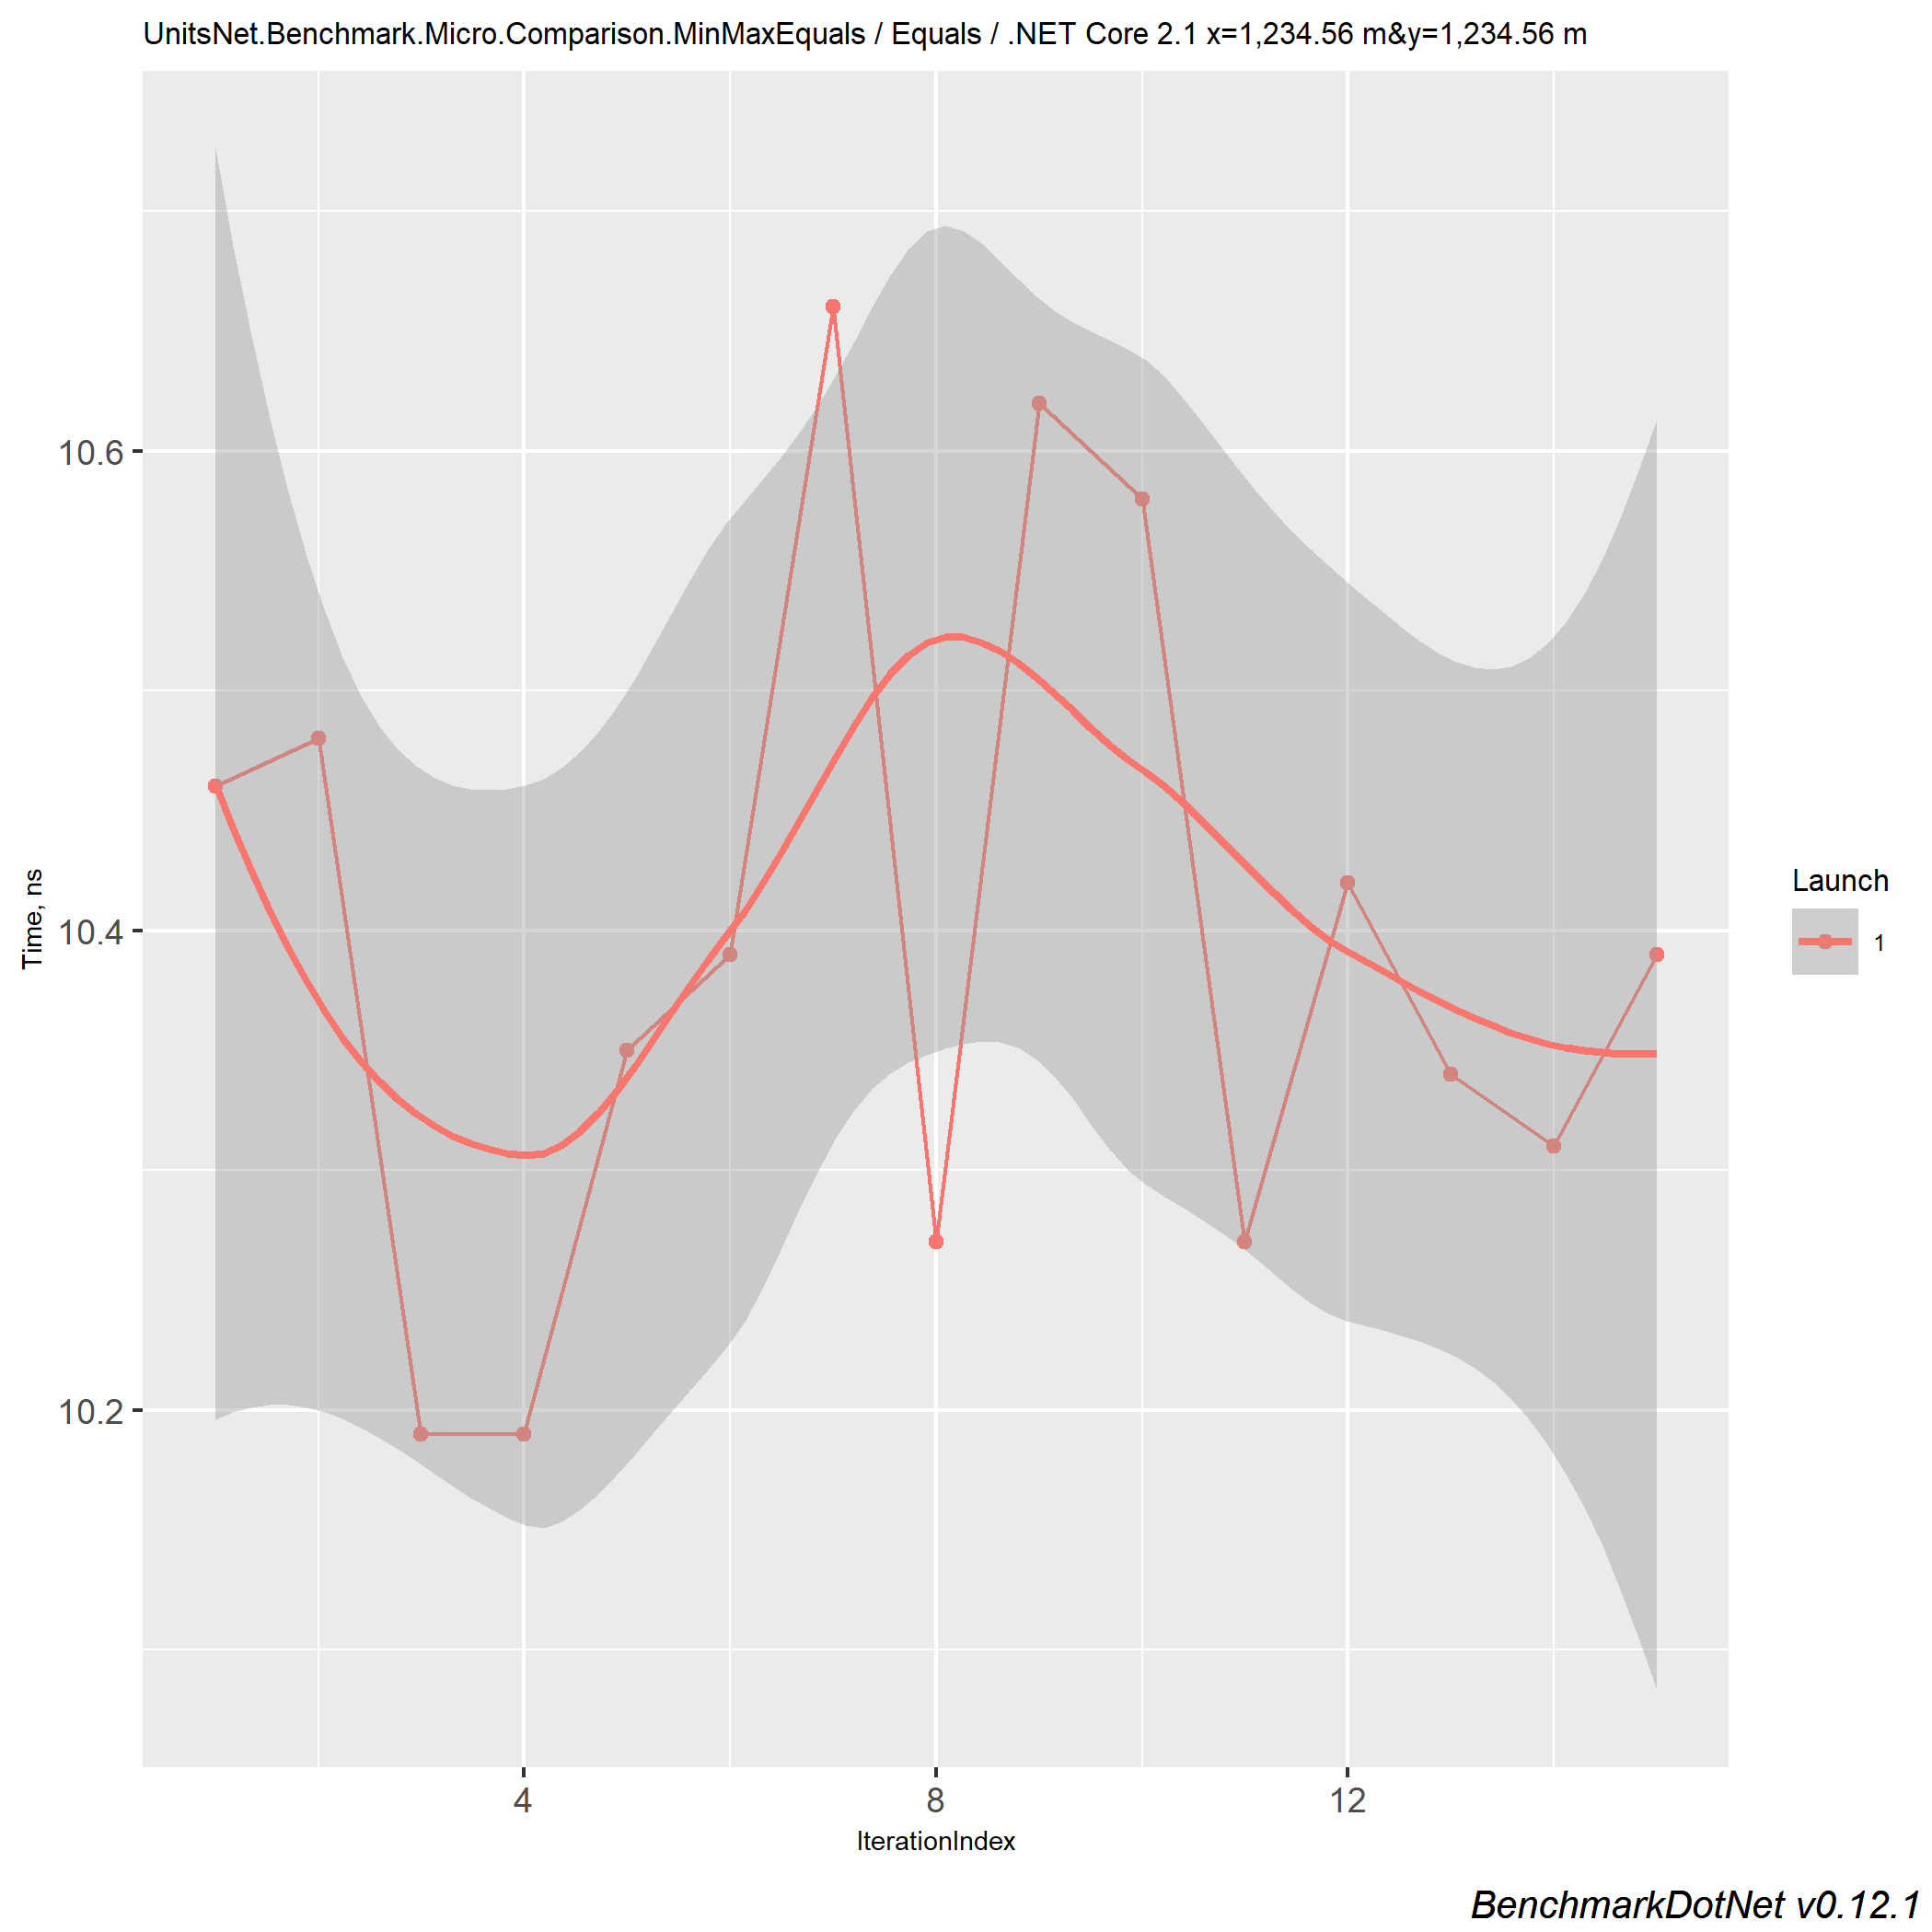 UnitsNet.Benchmark.Micro.Comparison.MinMaxEquals / Equals / .NET Core 2.1 x=1,234.56 m&y=1,234.56 m
Time, ns
10.6
10.4
10.2
4
8
12
IterationIndex
Launch
1
BenchmarkDotNet v0.12.1